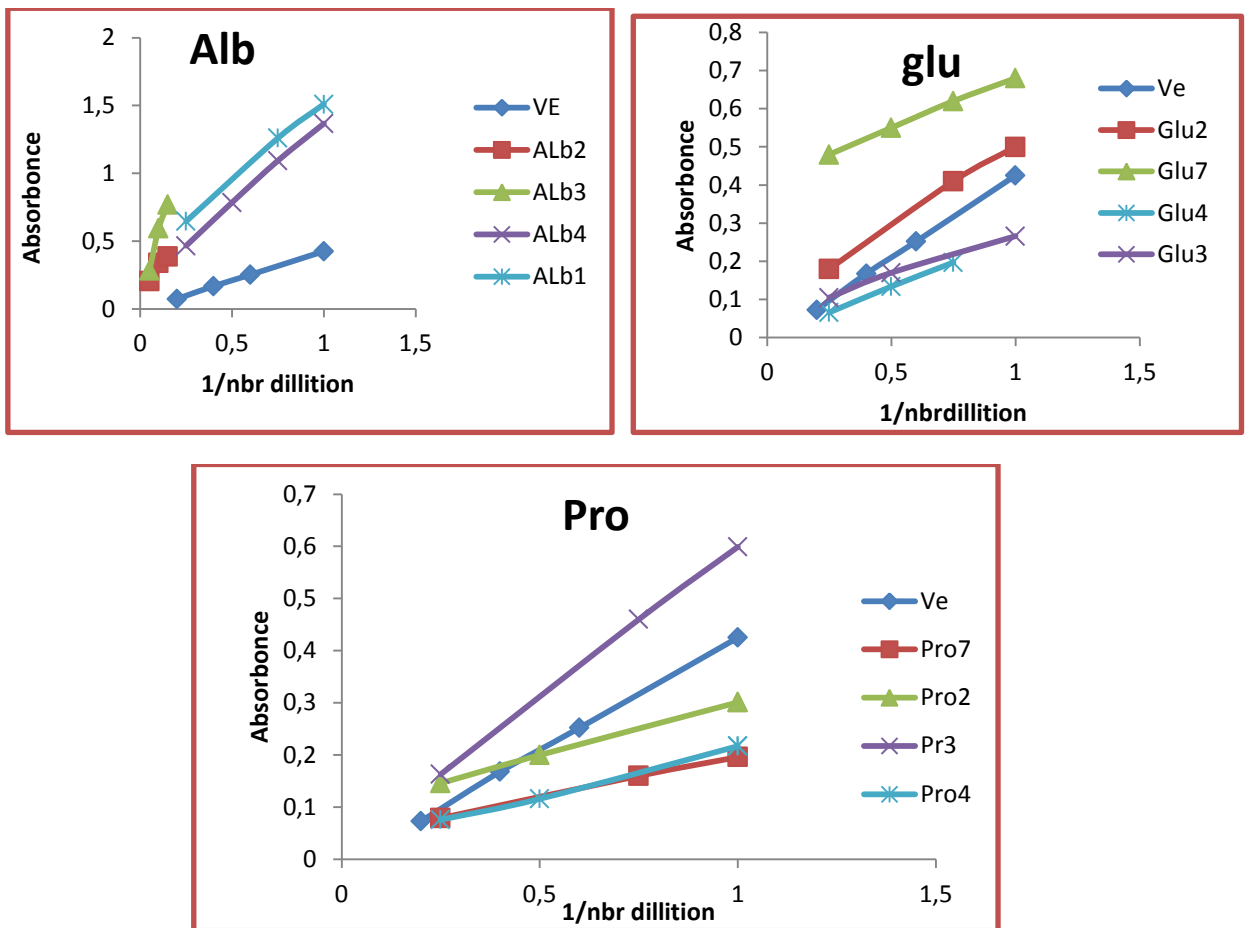 Alb
2
1,5
1
0,5
0
0
0,5
1
1,5
Absorbonce
1/nbr dillition
VE
ALb2
ALb3
ALb4
ALb1
glu
0,8
0,7
0,6
0,5
0,4
0,3
0,2
0,1
0
0
0,5
1
1,5
Absorbonce
1/nbrdillition
Ve
Glu2
Glu7
Glu4
Glu3
Pro
0,7
0,6
0,5
0,4
0,3
0,2
0,1
0
0
0,5
1
1,5
Absorbonce
1/nbr dillition
Ve
Pro7
Pro2
Pr3
Pro4